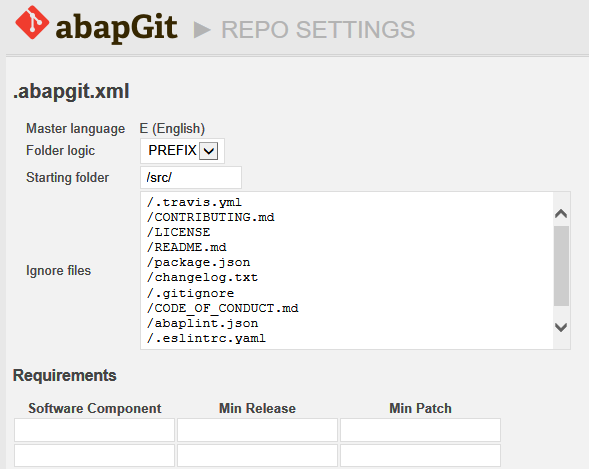 abapGit ▶ REPO SETTINGS
.abapgit.xml
Master language E (English)
Folder logic PREFIX
Starting folder /src/
Ignore files
/.travis.yml
/CONTRIBUTING.md
/LICENSE
/README.md
/package.json
/changelog.txt
/.gitignore
/CODE_OF_CONDUCT.md
/abaplint.json
/.eslintrc.yaml
Requirements
Software Component Min Release Min Patch